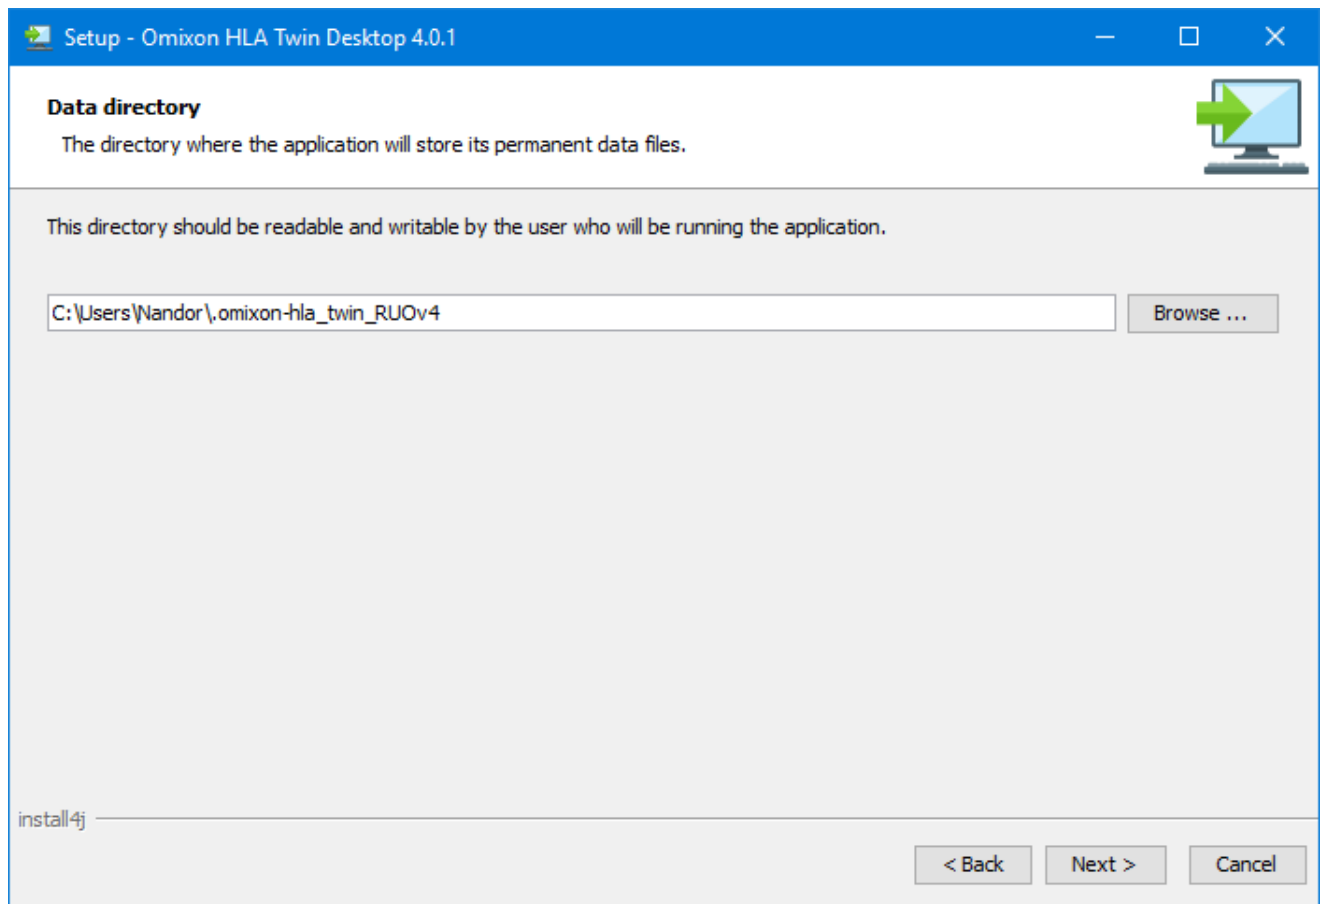 Setup - Omixon HLA Twin Desktop 4.0.1
Data directory
The directory where the application will store its permanent data files.
This directory should be readable and writable by the user who will be running the application.
C:\Users\Nandor\.omixon-hla_twin_RUOv4
Browse ...
install4j
< Back
Next >
Cancel